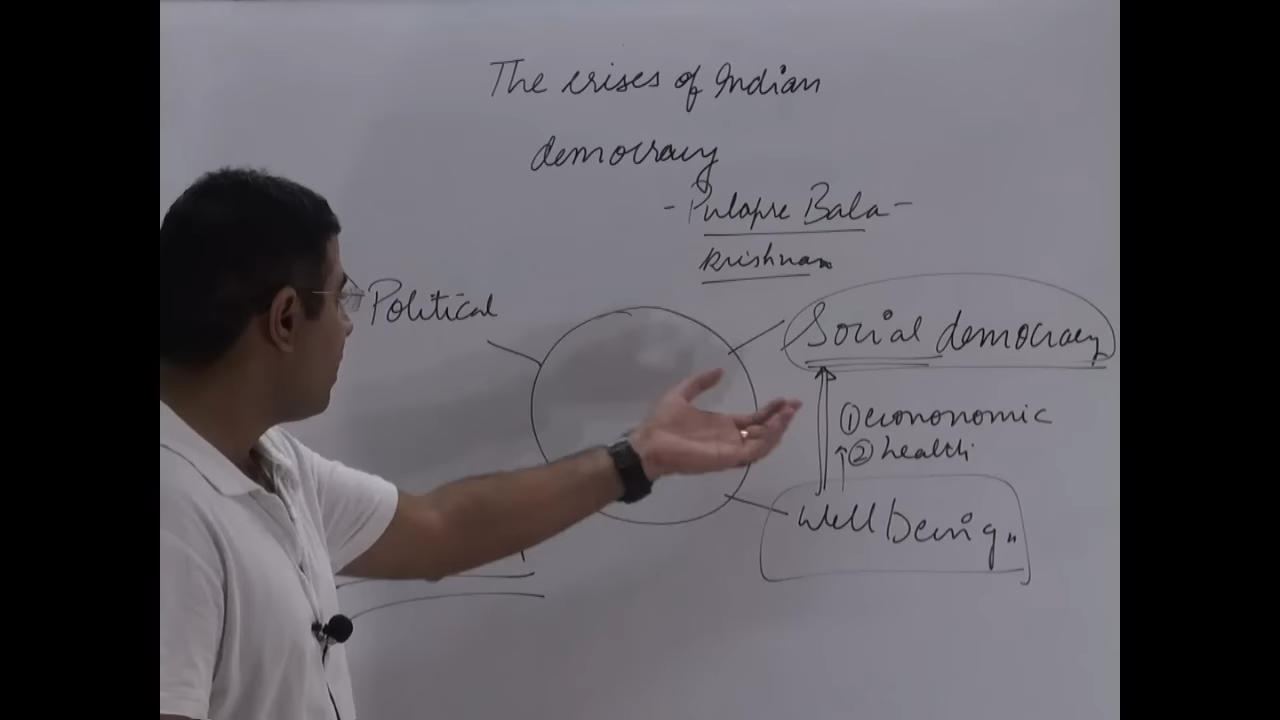 The crises of Indian
democracy
- Pulapre Bala -
krishnan
Political
Social democracy
① econonomic
② health
Well being